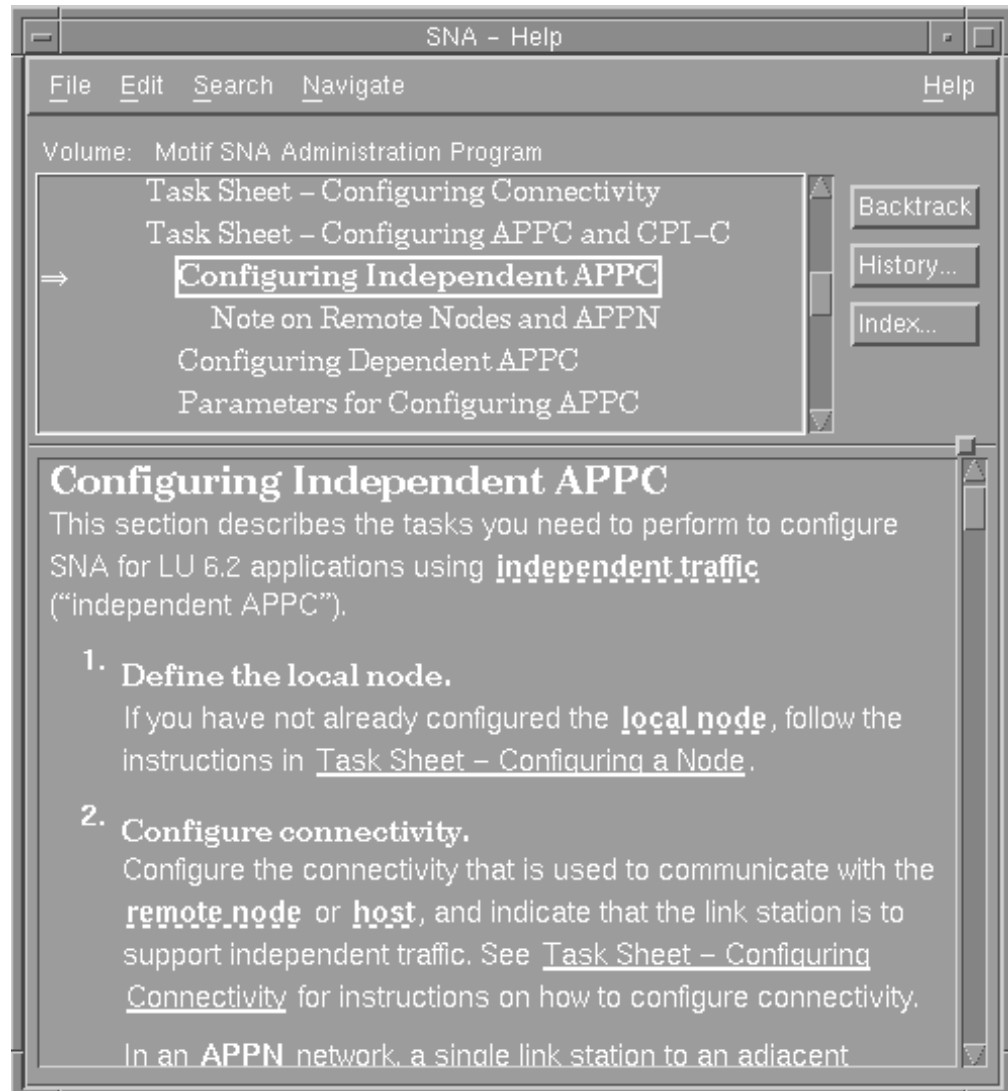 SNA – Help
File Edit Search Navigate Help
Volume: Motif SNA Administration Program
Task Sheet – Configuring Connectivity
Task Sheet – Configuring APPC and CPI–C
⇒ Configuring Independent APPC
Note on Remote Nodes and APPN
Configuring Dependent APPC
Parameters for Configuring APPC
Backtrack
History...
Index...
Configuring Independent APPC
This section describes the tasks you need to perform to configure
SNA for LU 6.2 applications using independent traffic
(“independent APPC”).
1. Define the local node.
If you have not already configured the local node, follow the
instructions in Task Sheet – Configuring a Node.
2. Configure connectivity.
Configure the connectivity that is used to communicate with the
remote node or host, and indicate that the link station is to
support independent traffic. See Task Sheet – Configuring
Connectivity for instructions on how to configure connectivity.
In an APPN network, a single link station to an adjacent